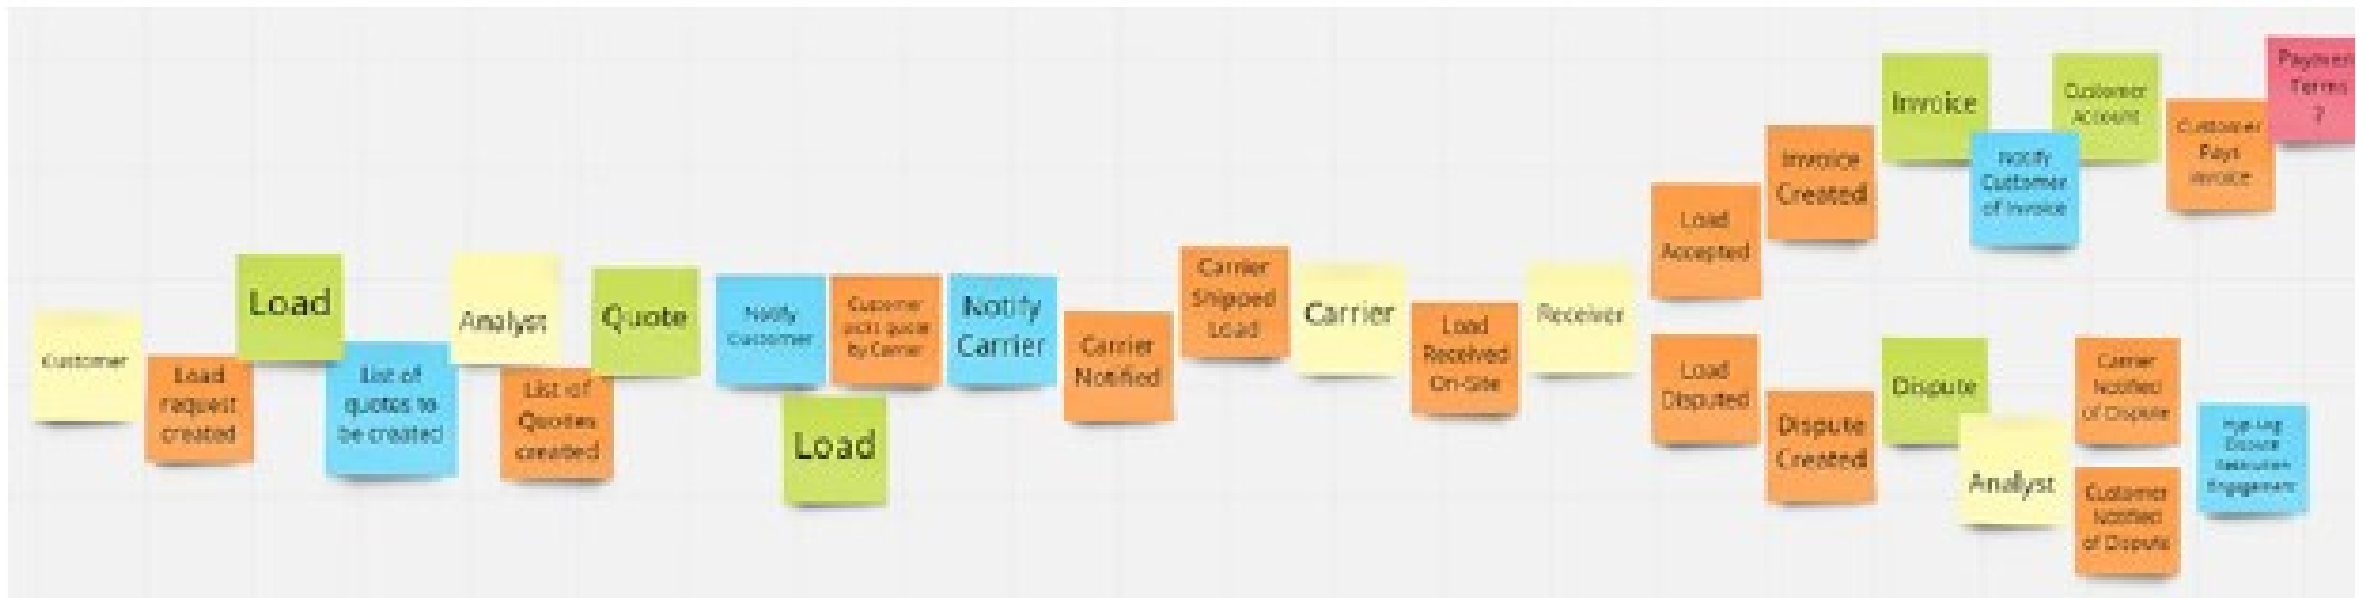 Customer
Load
request
created
Load
List of
quotes to
be created
Analyst
List of
Quotes
created
Quote
Notify
Customer
Load
Customer
picks quote
by Carrier
Notify
Carrier
Carrier
Notified
Carrier
Shipped
Load
Carrier
Load
Received
On-Site
Receiver
Load
Accepted
Invoice
Created
Invoice
Notify
Customer
of Invoice
Customer
Account
Customer
Pays
Invoice
Payment
Terms
?
Load
Disputed
Dispute
Created
Dispute
Analyst
Carrier
Notified
of Dispute
Customer
Notified
of Dispute
Dispute
Resolution
Engagement